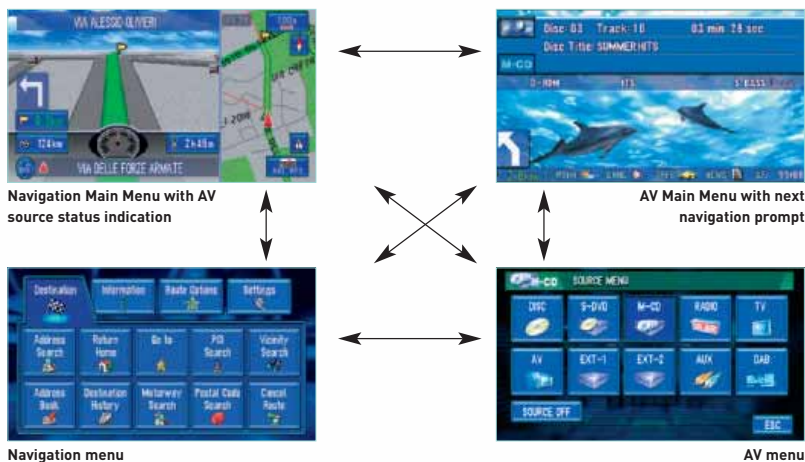 VIA ALESSIO OLIVIERI
124km
2h46m
VIA DELLE FORZE ARMATE
Navigation Main Menu with AV
source status indication
Disc 03 Track-10 03 min 28 sec
Disc Title SUMMER HITS
M-CD
AV Main Menu with next
navigation prompt
Destination Information Route Options Settings
Address Search Return Home Go to POI Search Vicinity Search
Address Book Destination History Motorway Search Postal Code Search Cancel Route
Navigation menu
M-CD SOURCE MENU
DISC S-DVD M-CD RADIO TV
AV EXT-1 EXT-2 AUX DAB
SOURCE OFF
ESC
AV menu